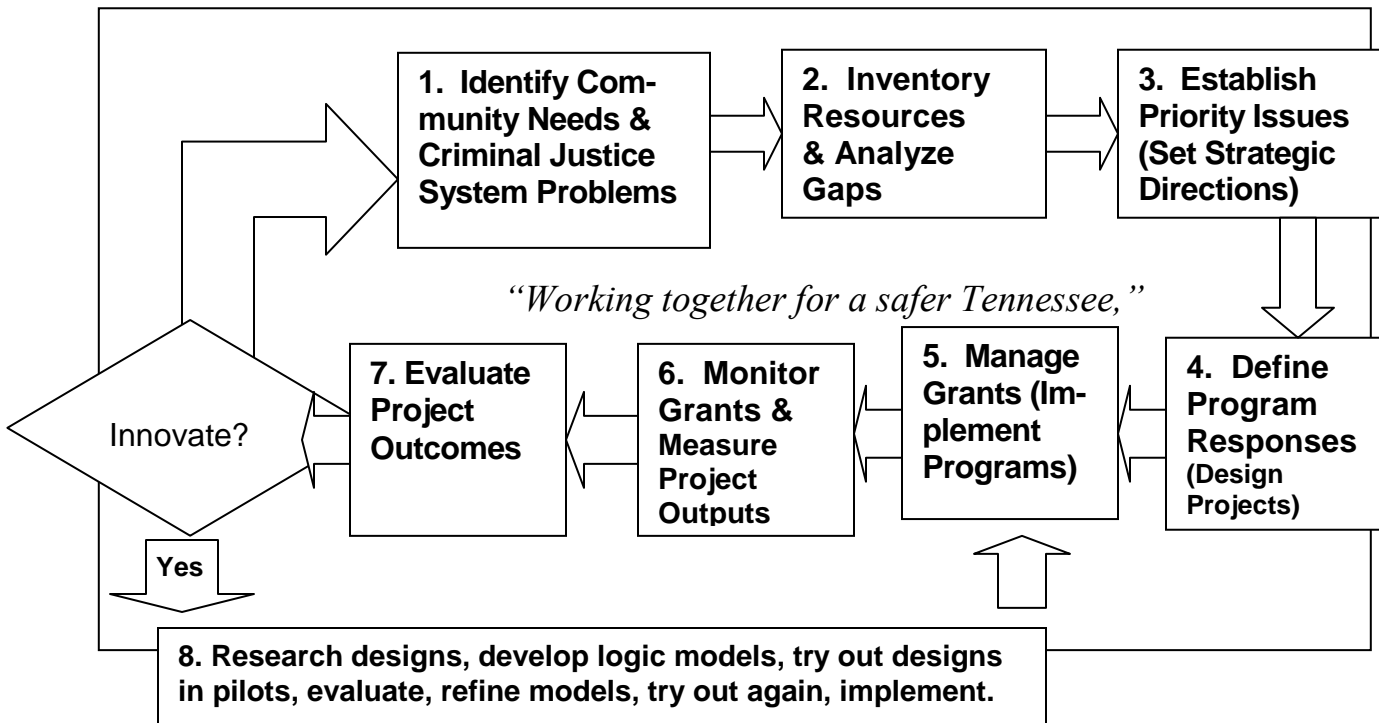 1. Identify Com-
munity Needs &
Criminal Justice
System Problems
2. Inventory
Resources
& Analyze
Gaps
3. Establish
Priority Issues
(Set Strategic
Directions)
“Working together for a safer Tennessee,”
4. Define
Program
Responses
(Design
Projects)
5. Manage
Grants (Im-
plement
Programs)
6. Monitor
Grants &
Measure
Project
Outputs
7. Evaluate
Project
Outcomes
Innovate?
Yes
8. Research designs, develop logic models, try out designs
in pilots, evaluate, refine models, try out again, implement.